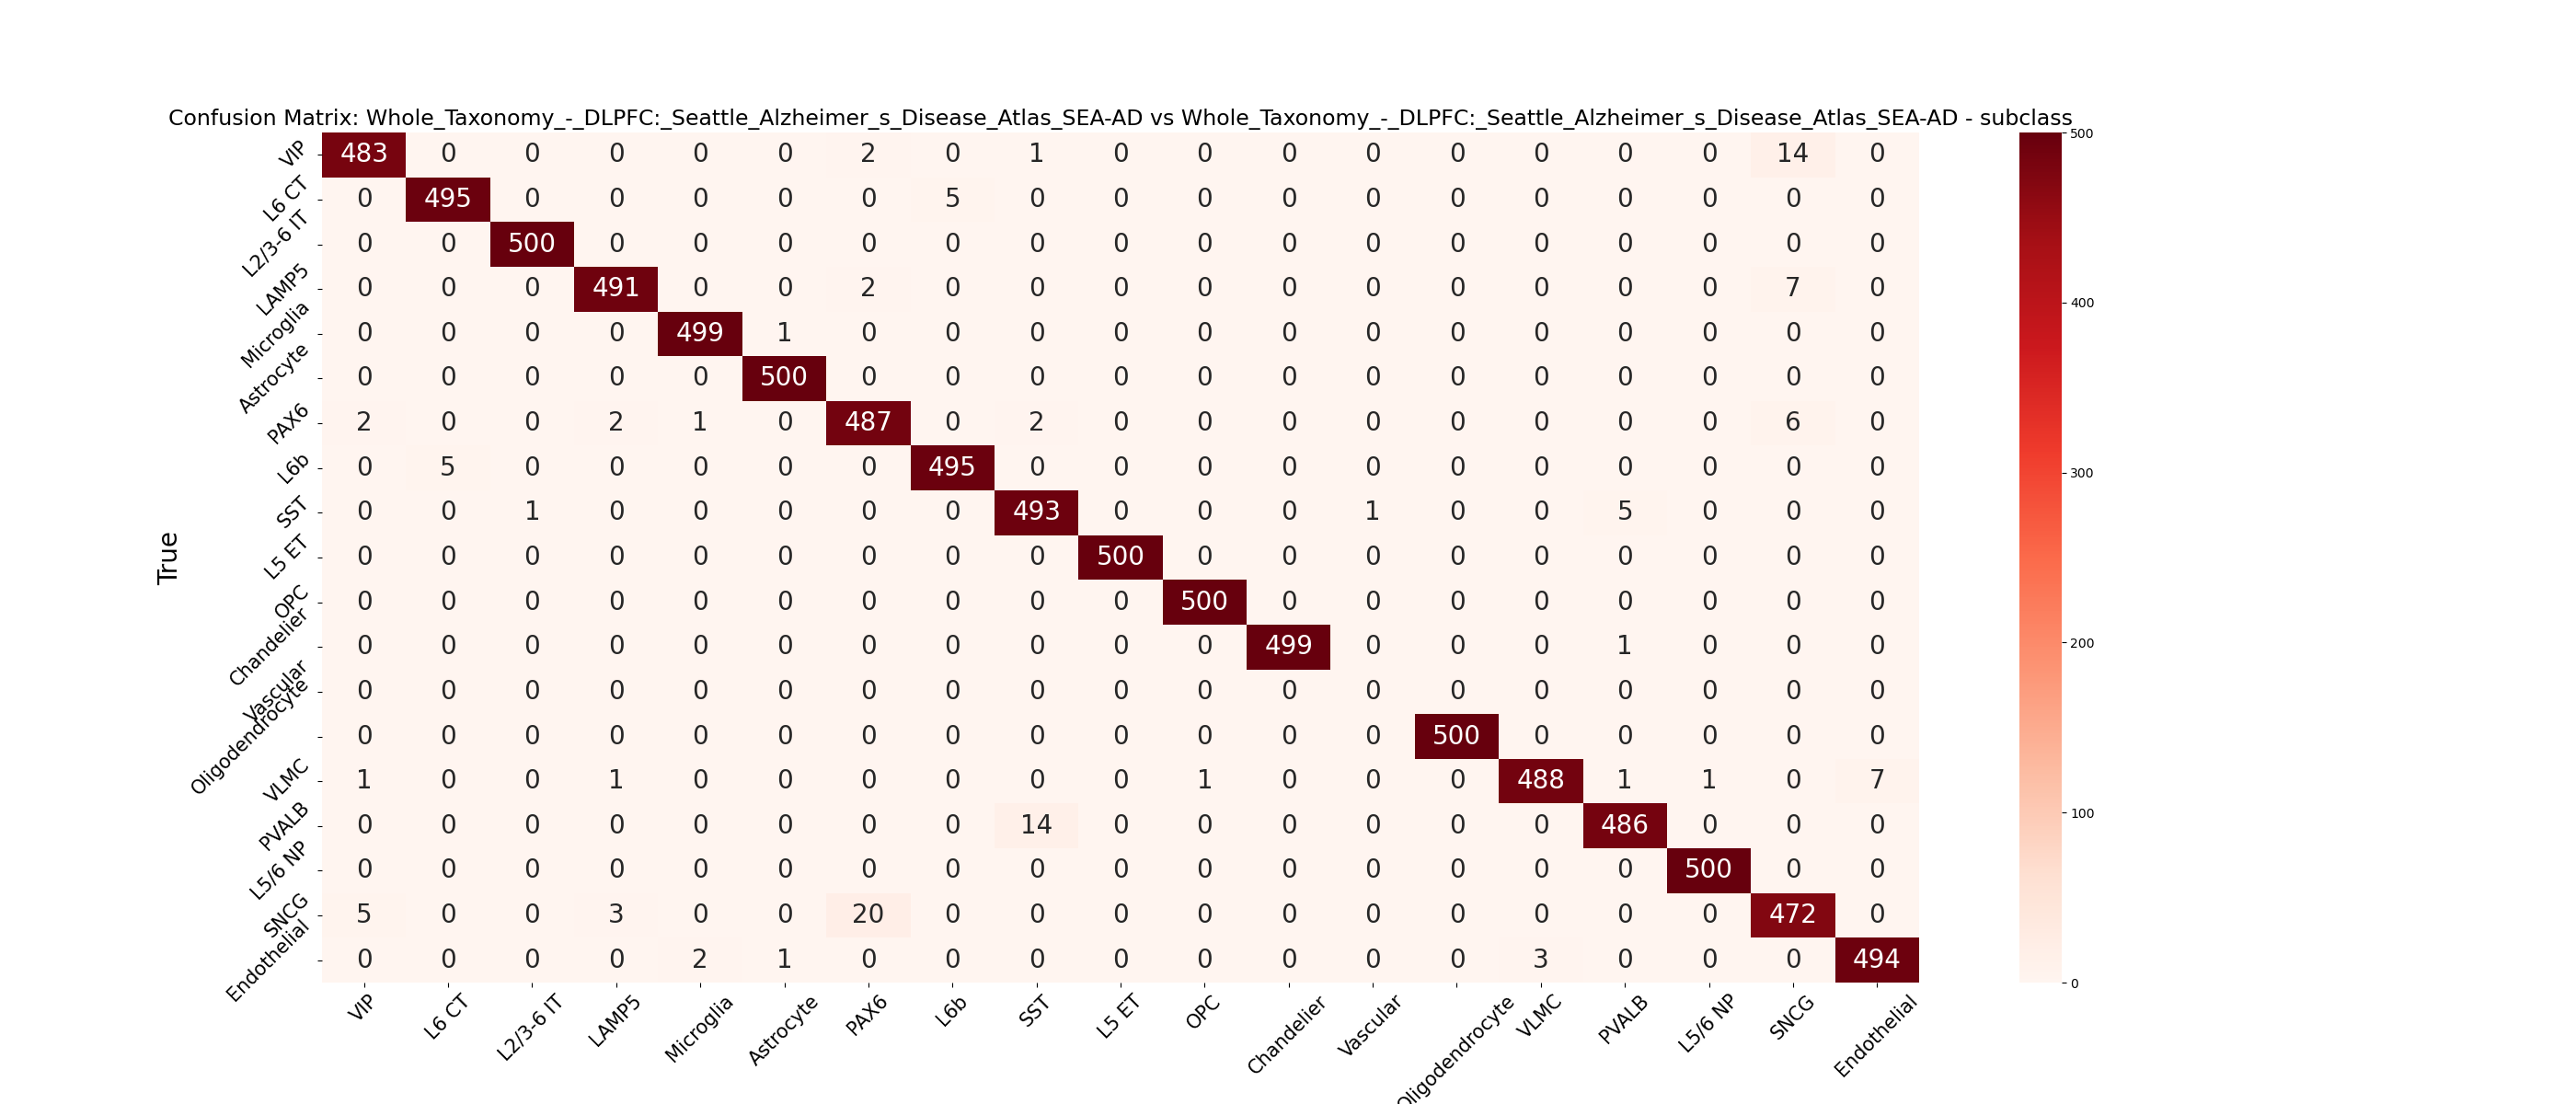 Confusion Matrix: Whole_Taxonomy_-_DLPFC:_Seattle_Alzheimer_s_Disease_Atlas_SEA-AD vs Whole_Taxonomy_-_DLPFC:_Seattle_Alzheimer_s_Disease_Atlas_SEA-AD - subclass
True
VIP 483 0 0 0 0 0 2 0 1 0 0 0 0 0 0 0 0 14 0
L6 CT 0 495 0 0 0 0 0 5 0 0 0 0 0 0 0 0 0 0 0
L2/3-6 IT 0 0 500 0 0 0 0 0 0 0 0 0 0 0 0 0 0 0 0
LAMP5 0 0 0 491 0 0 2 0 0 0 0 0 0 0 0 0 0 7 0
Microglia 0 0 0 0 499 1 0 0 0 0 0 0 0 0 0 0 0 0 0
Astrocyte 0 0 0 0 0 500 0 0 0 0 0 0 0 0 0 0 0 0 0
PAX6 2 0 0 2 1 0 487 0 2 0 0 0 0 0 0 0 0 6 0
L6b 0 5 0 0 0 0 0 495 0 0 0 0 0 0 0 0 0 0 0
SST 0 0 1 0 0 0 0 0 493 0 0 0 1 0 0 5 0 0 0
L5 ET 0 0 0 0 0 0 0 0 0 500 0 0 0 0 0 0 0 0 0
OPC 0 0 0 0 0 0 0 0 0 0 500 0 0 0 0 0 0 0 0
Chandelier 0 0 0 0 0 0 0 0 0 0 0 499 0 0 0 1 0 0 0
Vascular 0 0 0 0 0 0 0 0 0 0 0 0 0 0 0 0 0 0 0
Oligodendrocyte 0 0 0 0 0 0 0 0 0 0 0 0 0 500 0 0 0 0 0
VLMC 1 0 0 1 0 0 0 0 0 0 1 0 0 0 488 1 1 0 7
PVALB 0 0 0 0 0 0 0 0 14 0 0 0 0 0 0 486 0 0 0
L5/6 NP 0 0 0 0 0 0 0 0 0 0 0 0 0 0 0 0 500 0 0
SNCG 5 0 0 3 0 0 20 0 0 0 0 0 0 0 0 0 0 472 0
Endothelial 0 0 0 0 2 1 0 0 0 0 0 0 0 0 3 0 0 0 494
VIP L6 CT L2/3-6 IT LAMP5 Microglia Astrocyte PAX6 L6b SST L5 ET OPC Chandelier Vascular Oligodendrocyte VLMC PVALB L5/6 NP SNCG Endothelial
500
400
300
200
100
0